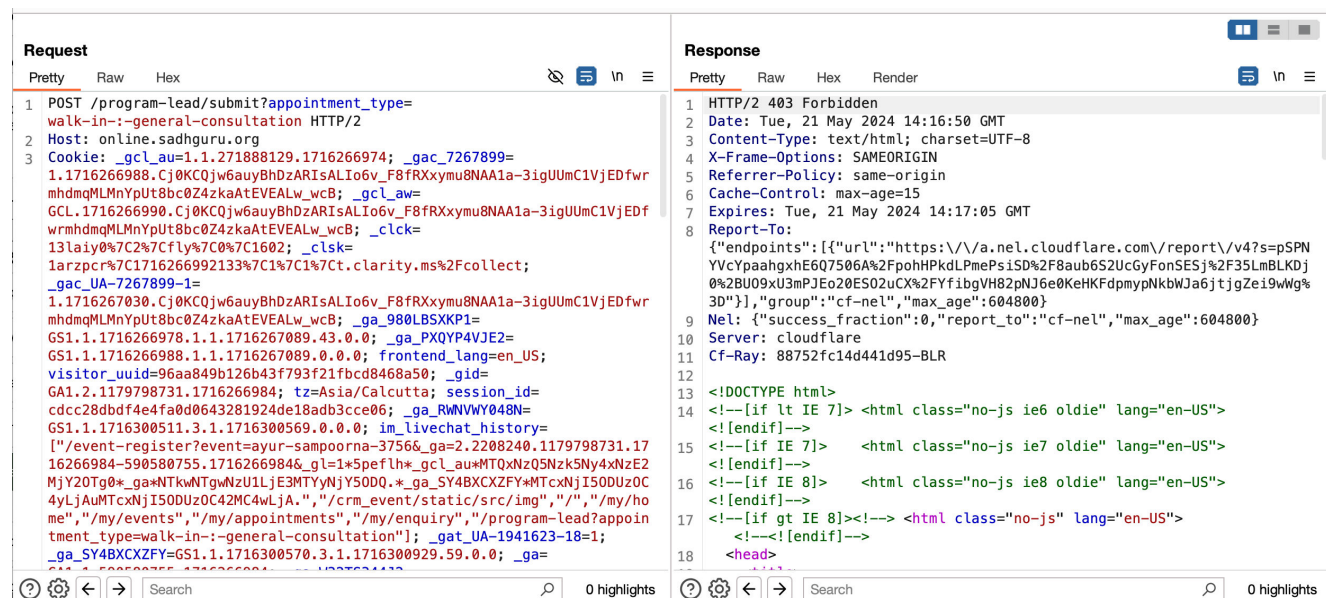 Request
Pretty Raw Hex \n
1 POST /program-lead/submit?appointment_type=
walk-in-:-general-consultation HTTP/2
2 Host: online.sadhguru.org
3 Cookie: _gcl_au=1.1.271888129.1716266974; _gac_7267899=
1.1716266988.Cj0KCQjw6auyBhDzARIsALIo6v_F8fRXxymu8NAA1a-3igUUmC1VjEDfwr
mhdmqMLMnYpUt8bc0Z4zkaAtEVEALw_wcB; _gcl_aw=
GCL.1716266990.Cj0KCQjw6auyBhDzARIsALIo6v_F8fRXxymu8NAA1a-3igUUmC1VjEDf
wrmhdmqMLMnYpUt8bc0Z4zkaAtEVEALw_wcB; _clck=
13laiy0%7C2%7Cfly%7C0%7C1602; _clsk=
1arzpcr%7C1716266992133%7C1%7C1%7Ct.clarity.ms%2Fcollect;
_gac_UA-7267899-1=
1.1716267030.Cj0KCQjw6auyBhDzARIsALIo6v_F8fRXxymu8NAA1a-3igUUmC1VjEDfwr
mhdmqMLMnYpUt8bc0Z4zkaAtEVEALw_wcB; _ga_980LBSXKP1=
GS1.1.1716266978.1.1.1716267089.43.0.0; _ga_PXQYP4VJE2=
GS1.1.1716266988.1.1.1716267089.0.0.0; frontend_lang=en_US;
visitor_uuid=96aa849b126b43f793f21fbcd8468a50; _gid=
GA1.2.1179798731.1716266984; tz=Asia/Calcutta; session_id=
cdcc28dbdf4e4fa0d0643281924de18adb3cce06; _ga_RWNVWY048N=
GS1.1.1716300511.3.1.1716300569.0.0.0; im_livechat_history=
["/event-register?event=ayur-sampoorna-3756&_ga=2.2208240.1179798731.17
16266984-590580755.1716266984&_gl=1*5peflh*_gcl_au*MTQxNzQ5Nzk5Ny4xNzE2
MjY2OTg0*_ga*NTkwNTgwNzU1LjE3MTYyNjY5ODQ.*_ga_SY4BXCXZFY*MTcxNjI5ODUzOC
4yLjAuMTcxNjI5ODUzOC42MC4wLjA.","/crm_event/static/src/img","/","/my/ho
me","/my/events","/my/appointments","/my/enquiry","/program-lead?appoin
tment_type=walk-in-:-general-consultation"]; _gat_UA-1941623-18=1;
_ga_SY4BXCXZFY=GS1.1.1716300570.3.1.1716300929.59.0.0; _ga=
Search 0 highlights
Response
Pretty Raw Hex Render \n
1 HTTP/2 403 Forbidden
2 Date: Tue, 21 May 2024 14:16:50 GMT
3 Content-Type: text/html; charset=UTF-8
4 X-Frame-Options: SAMEORIGIN
5 Referrer-Policy: same-origin
6 Cache-Control: max-age=15
7 Expires: Tue, 21 May 2024 14:17:05 GMT
8 Report-To:
{"endpoints":[{"url":"https:\/\/a.nel.cloudflare.com\/report\/v4?s=pSPN
YVcYpaahgxhE6Q7506A%2FpohHPkdLPmePsiSD%2F8aub6S2UcGyFonSESj%2F35LmBLKDj
0%2BUO9xU3mPJEo20ESO2uCX%2FYfibgVH82pNJ6e0KeHKFdpmypNkbWJa6jtjgZei9wWg%
3D"}],"group":"cf-nel","max_age":604800}
9 Nel: {"success_fraction":0,"report_to":"cf-nel","max_age":604800}
10 Server: cloudflare
11 Cf-Ray: 88752fc14d441d95-BLR
12
13 <!DOCTYPE html>
14 <!--[if lt IE 7]> <html class="no-js ie6 oldie" lang="en-US">
<![endif]-->
15 <!--[if IE 7]> <html class="no-js ie7 oldie" lang="en-US">
<![endif]-->
16 <!--[if IE 8]> <html class="no-js ie8 oldie" lang="en-US">
<![endif]-->
17 <!--[if gt IE 8]><!--> <html class="no-js" lang="en-US">
<!--<![endif]-->
18 <head>
Search 0 highlights